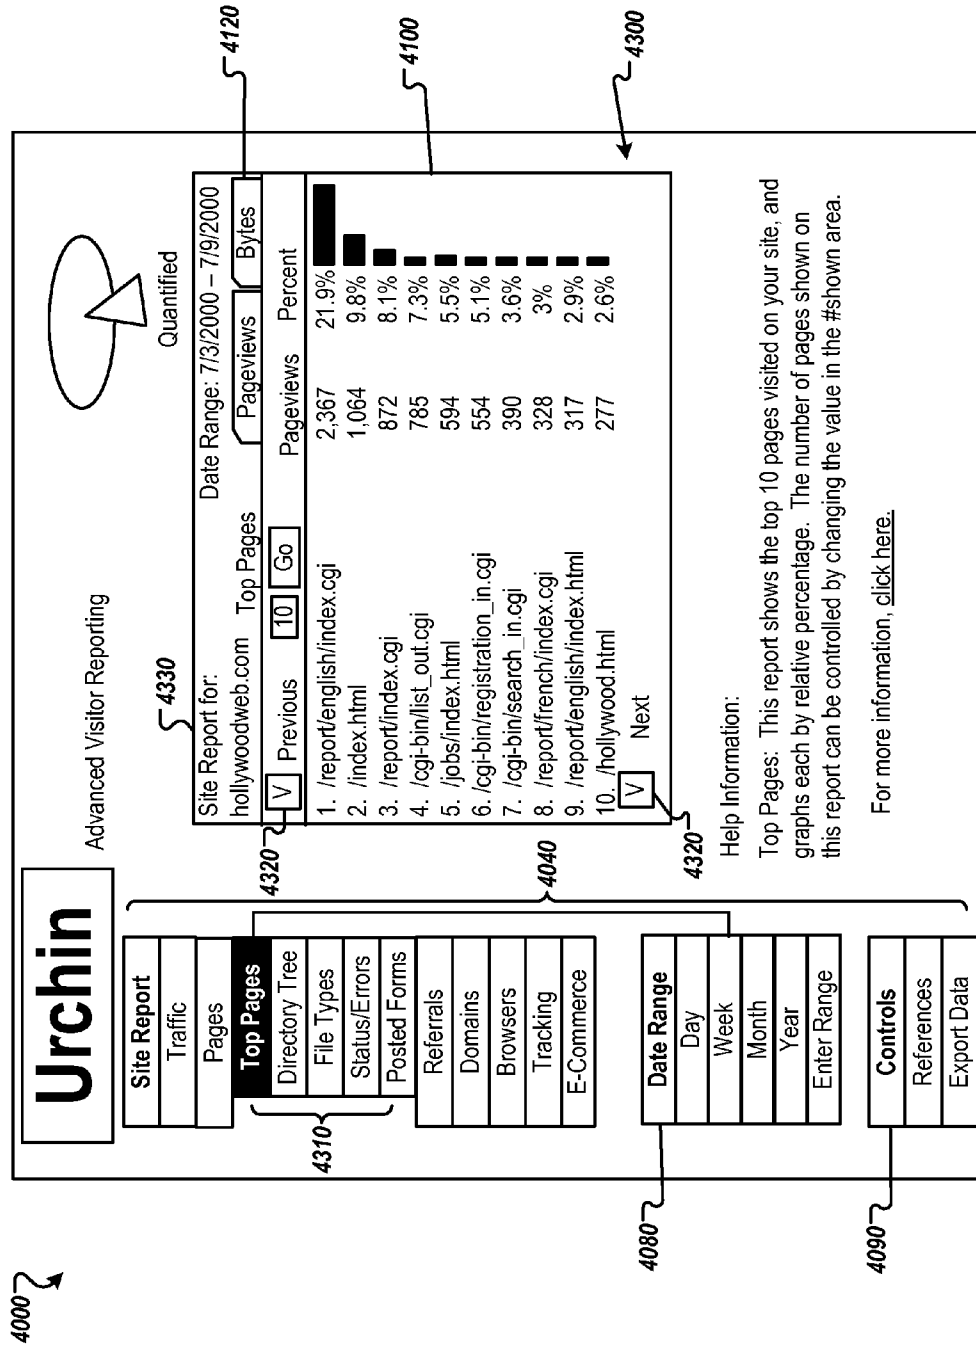 4000
Urchin
Advanced Visitor Reporting
Quantified
Site Report
Traffic
Pages
Top Pages
Directory Tree
File Types
Status/Errors
Posted Forms
Referrals
Domains
Browsers
Tracking
E-Commerce
4310
4040
Date Range
Day
Week
Month
Year
Enter Range
4080
Controls
References
Export Data
4090
4330
Site Report for: Date Range: 7/3/2000 – 7/9/2000
hollywoodweb.com Top Pages Pageviews Bytes
4120
V Previous 10 Go Pageviews Percent
4320
1. /report/english/index.cgi 2,367 21.9%
2. /index.html 1,064 9.8%
3. /report/index.cgi 872 8.1%
4. /cgi-bin/list_out.cgi 785 7.3%
5. /jobs/index.html 594 5.5%
6. /cgi-bin/registration_in.cgi 554 5.1%
7. /cgi-bin/search_in.cgi 390 3.6%
8. /report/french/index.cgi 328 3%
9. /report/english/index.html 317 2.9%
10. /hollywood.html 277 2.6%
V Next
4320
4100
4300
Help Information:
Top Pages: This report shows the top 10 pages visited on your site, and
graphs each by relative percentage. The number of pages shown on
this report can be controlled by changing the value in the #shown area.
For more information, click here.